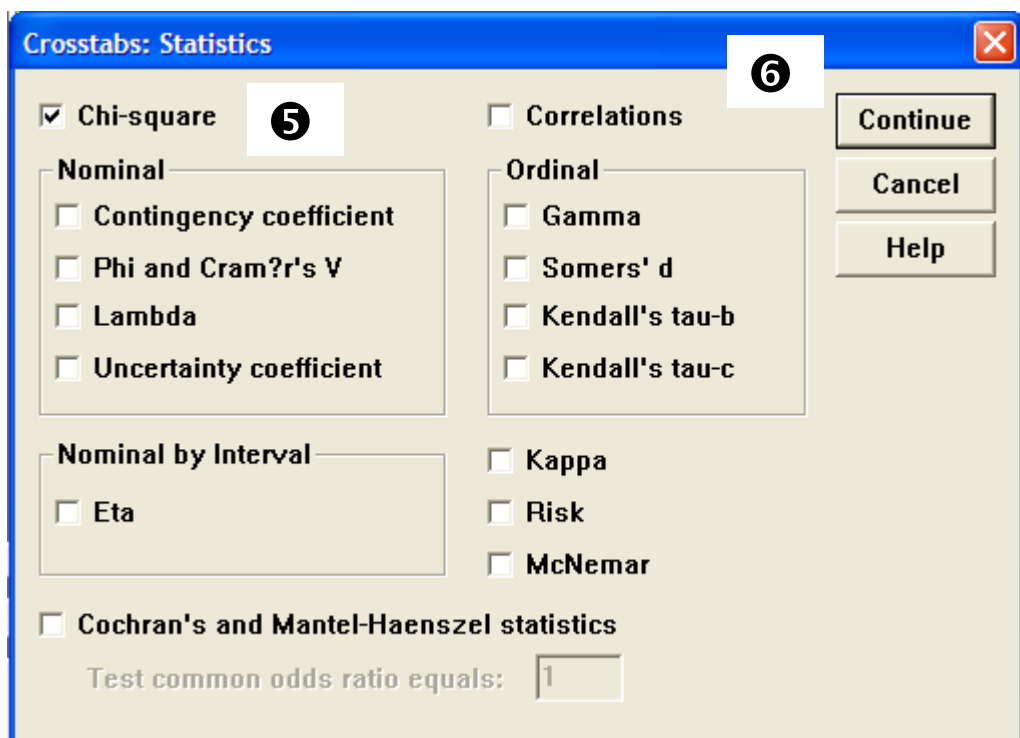 Crosstabs: Statistics
❻
Chi-square
❺
Correlations
Continue
Nominal
Ordinal
Cancel
Contingency coefficient
Gamma
Help
Phi and Cram?r's V
Somers' d
Lambda
Kendall's tau-b
Uncertainty coefficient
Kendall's tau-c
Nominal by Interval
Kappa
Eta
Risk
McNemar
Cochran's and Mantel-Haenszel statistics
Test common odds ratio equals: 1